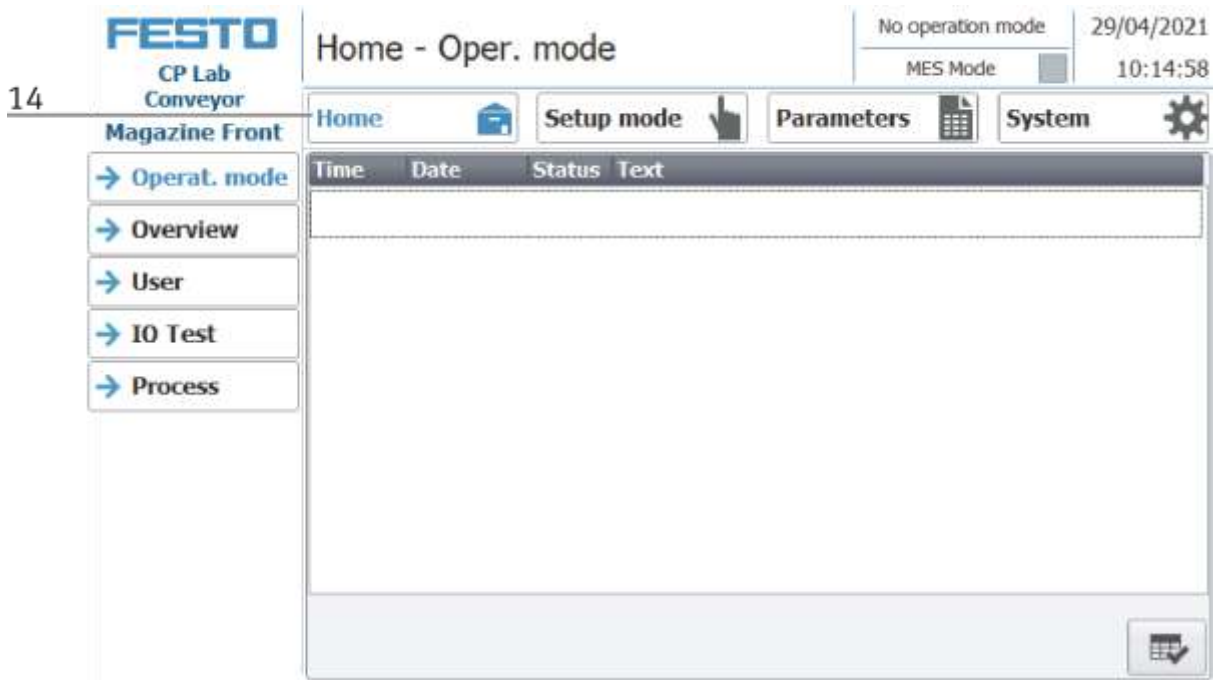 FESTO
CP Lab
Conveyor
Magazine Front
Home - Oper. mode
No operation mode
MES Mode
29/04/2021
10:14:58
14
Home
Setup mode
Parameters
System
Operat. mode
Overview
User
IO Test
Process
Time Date Status Text